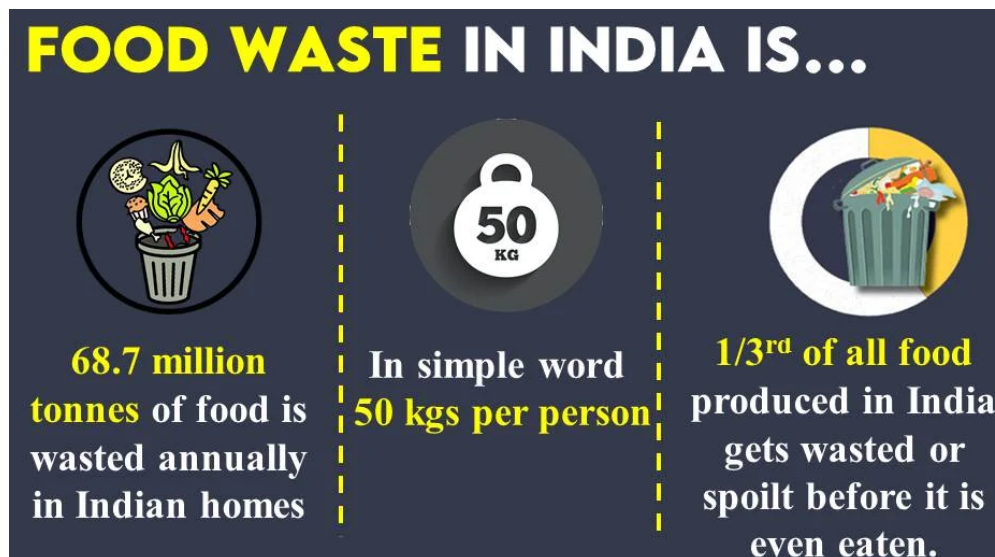 FOOD WASTE IN INDIA IS...
68.7 million
tonnes of food is
wasted annually
in Indian homes
50
KG
In simple word
50 kgs per person
1/3rd of all food
produced in India
gets wasted or
spoilt before it is
even eaten.